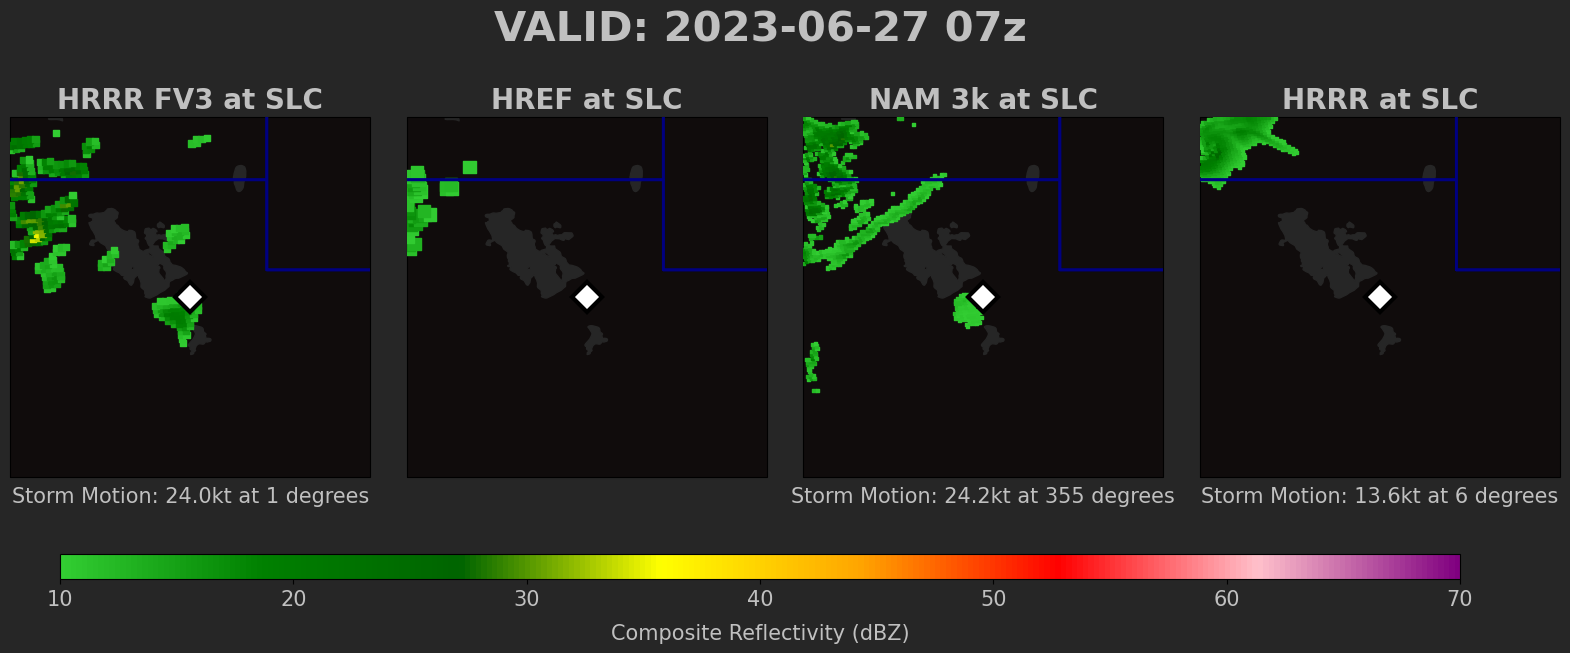 VALID: 2023-06-27 07z
HRRR FV3 at SLC
HREF at SLC
NAM 3k at SLC
HRRR at SLC
Storm Motion: 24.0kt at 1 degrees
Storm Motion: 24.2kt at 355 degrees
Storm Motion: 13.6kt at 6 degrees
10 20 30 40 50 60 70
Composite Reflectivity (dBZ)